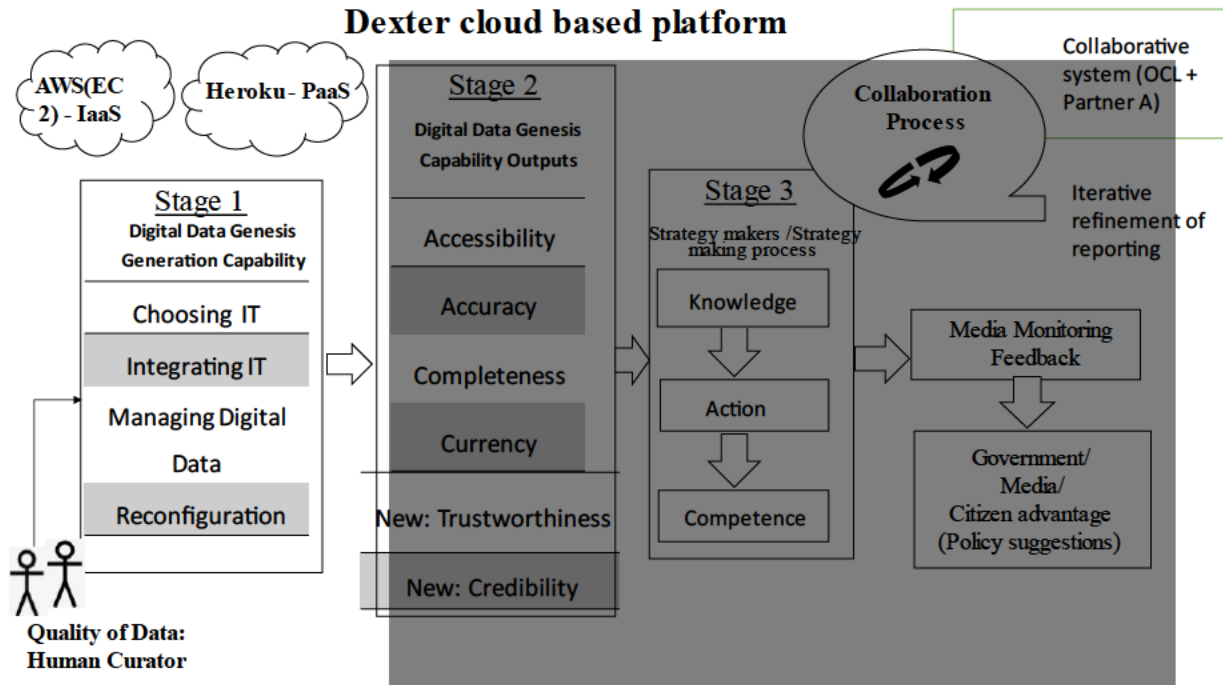 Dexter cloud based platform
AWS(EC
2) - IaaS
Heroku - PaaS
Stage 1
Digital Data Genesis
Generation Capability
Choosing IT
Integrating IT
Managing Digital
Data
Reconfiguration
Quality of Data:
Human Curator
Stage 2
Digital Data Genesis
Capability Outputs
Accessibility
Accuracy
Completeness
Currency
New: Trustworthiness
New: Credibility
Stage 3
Strategy makers /Strategy
making process
Knowledge
Action
Competence
Collaboration
Process
Collaborative
system (OCL +
Partner A)
Iterative
refinement of
reporting
Media Monitoring
Feedback
Government/
Media/
Citizen advantage
(Policy suggestions)